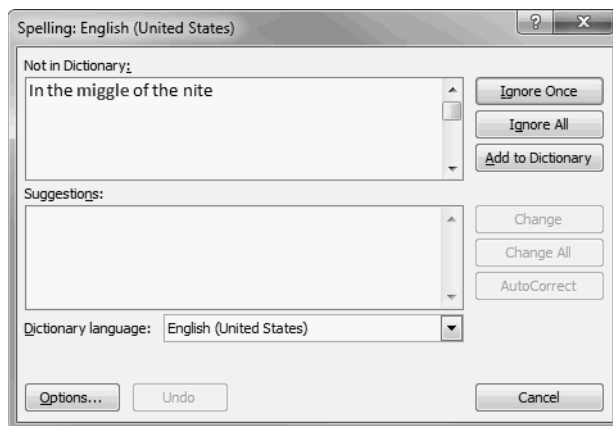 Spelling: English (United States)
? X
Not in Dictionary:
In the miggle of the nite
Ignore Once
Ignore All
Add to Dictionary
Suggestions:
Change
Change All
AutoCorrect
Dictionary language: English (United States)
Options... Undo Cancel